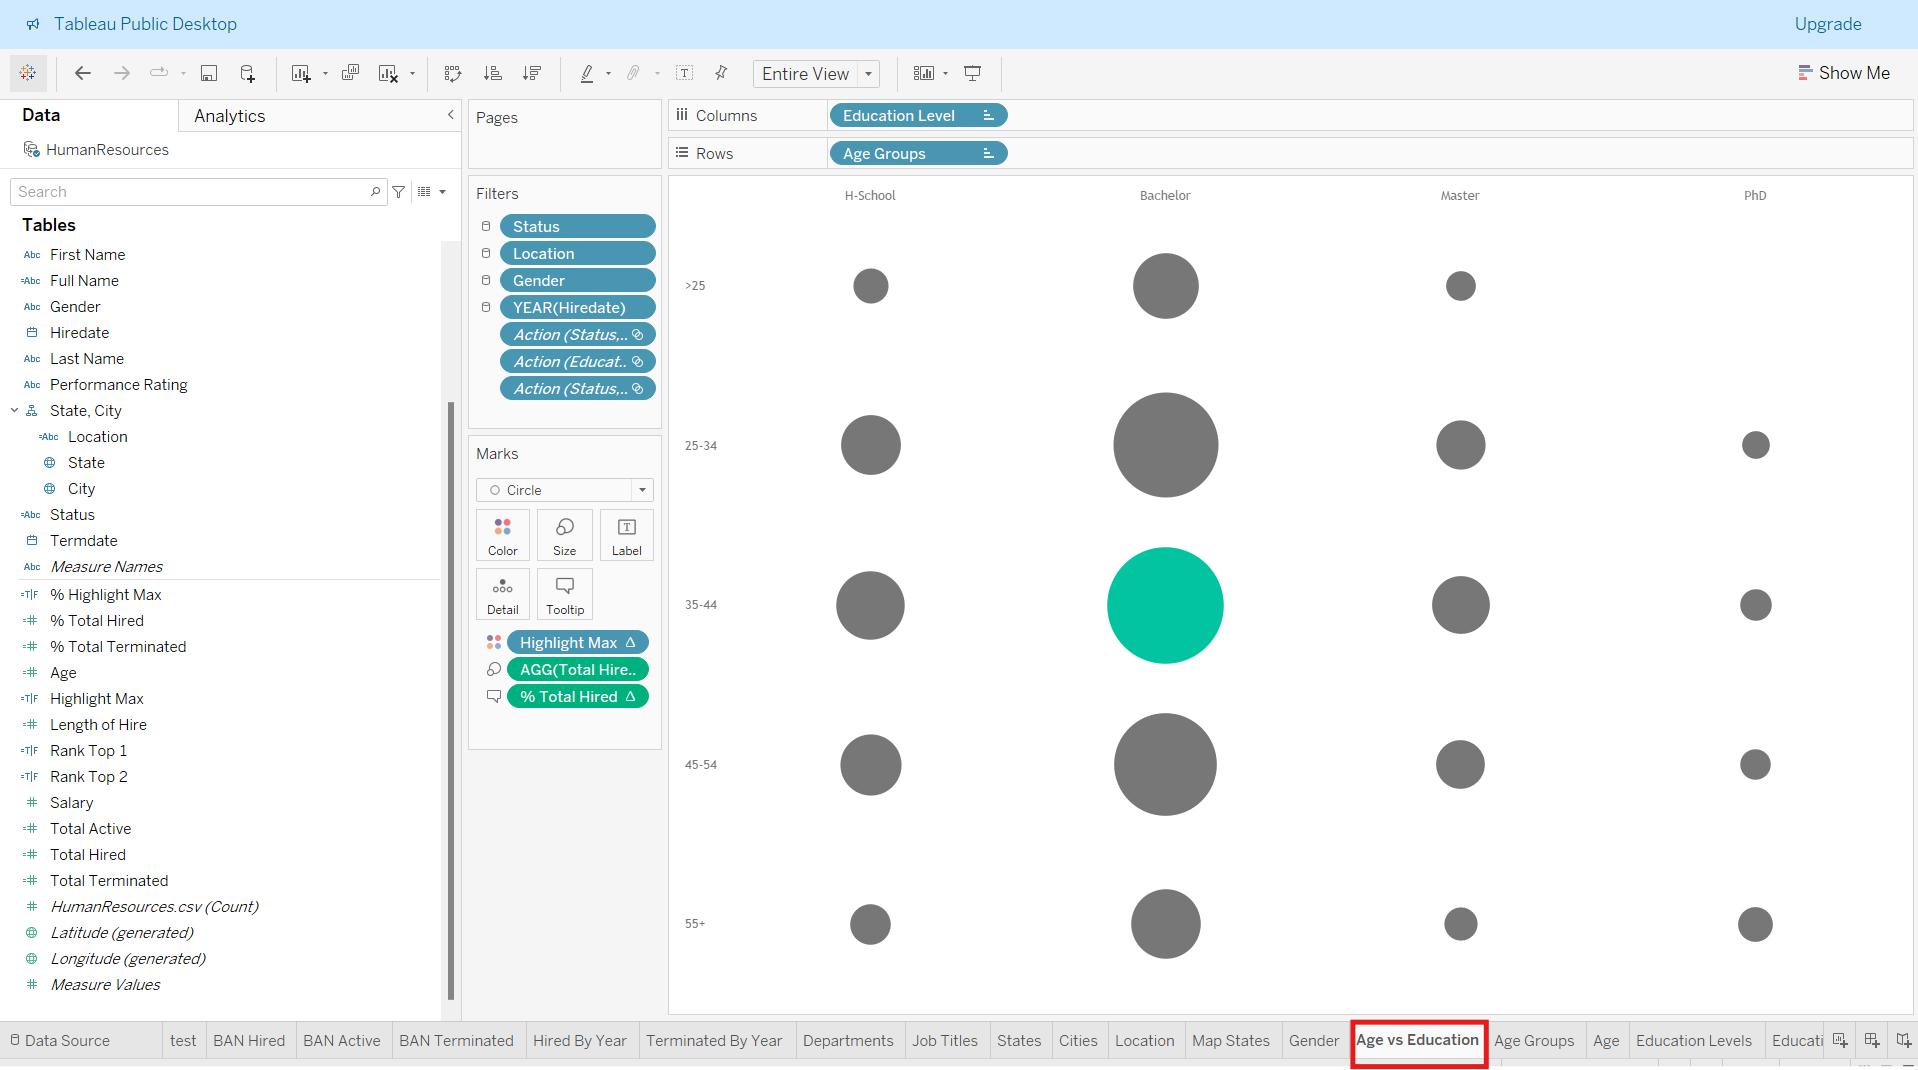 Tableau Public Desktop
Upgrade
Entire View
Show Me
Data
Analytics
HumanResources
Search
Tables
Abc First Name
=Abc Full Name
Abc Gender
Hiredate
Abc Last Name
Abc Performance Rating
State, City
=Abc Location
State
City
=Abc Status
Termdate
Abc Measure Names
=T|F % Highlight Max
=# % Total Hired
=# % Total Terminated
=# Age
=T|F Highlight Max
=# Length of Hire
=T|F Rank Top 1
=T|F Rank Top 2
# Salary
=# Total Active
=# Total Hired
=# Total Terminated
# HumanResources.csv (Count)
Latitude (generated)
Longitude (generated)
# Measure Values
Pages
Filters
Status
Location
Gender
YEAR(Hiredate)
Action (Status,..
Action (Educat..
Action (Status,..
Marks
Circle
Color
Size
Label
Detail
Tooltip
Highlight Max
AGG(Total Hire..
% Total Hired
Columns
Education Level
Rows
Age Groups
H-School
Bachelor
Master
PhD
>25
25-34
35-44
45-54
55+
Data Source
test
BAN Hired
BAN Active
BAN Terminated
Hired By Year
Terminated By Year
Departments
Job Titles
States
Cities
Location
Map States
Gender
Age vs Education
Age Groups
Age
Education Levels
Educati